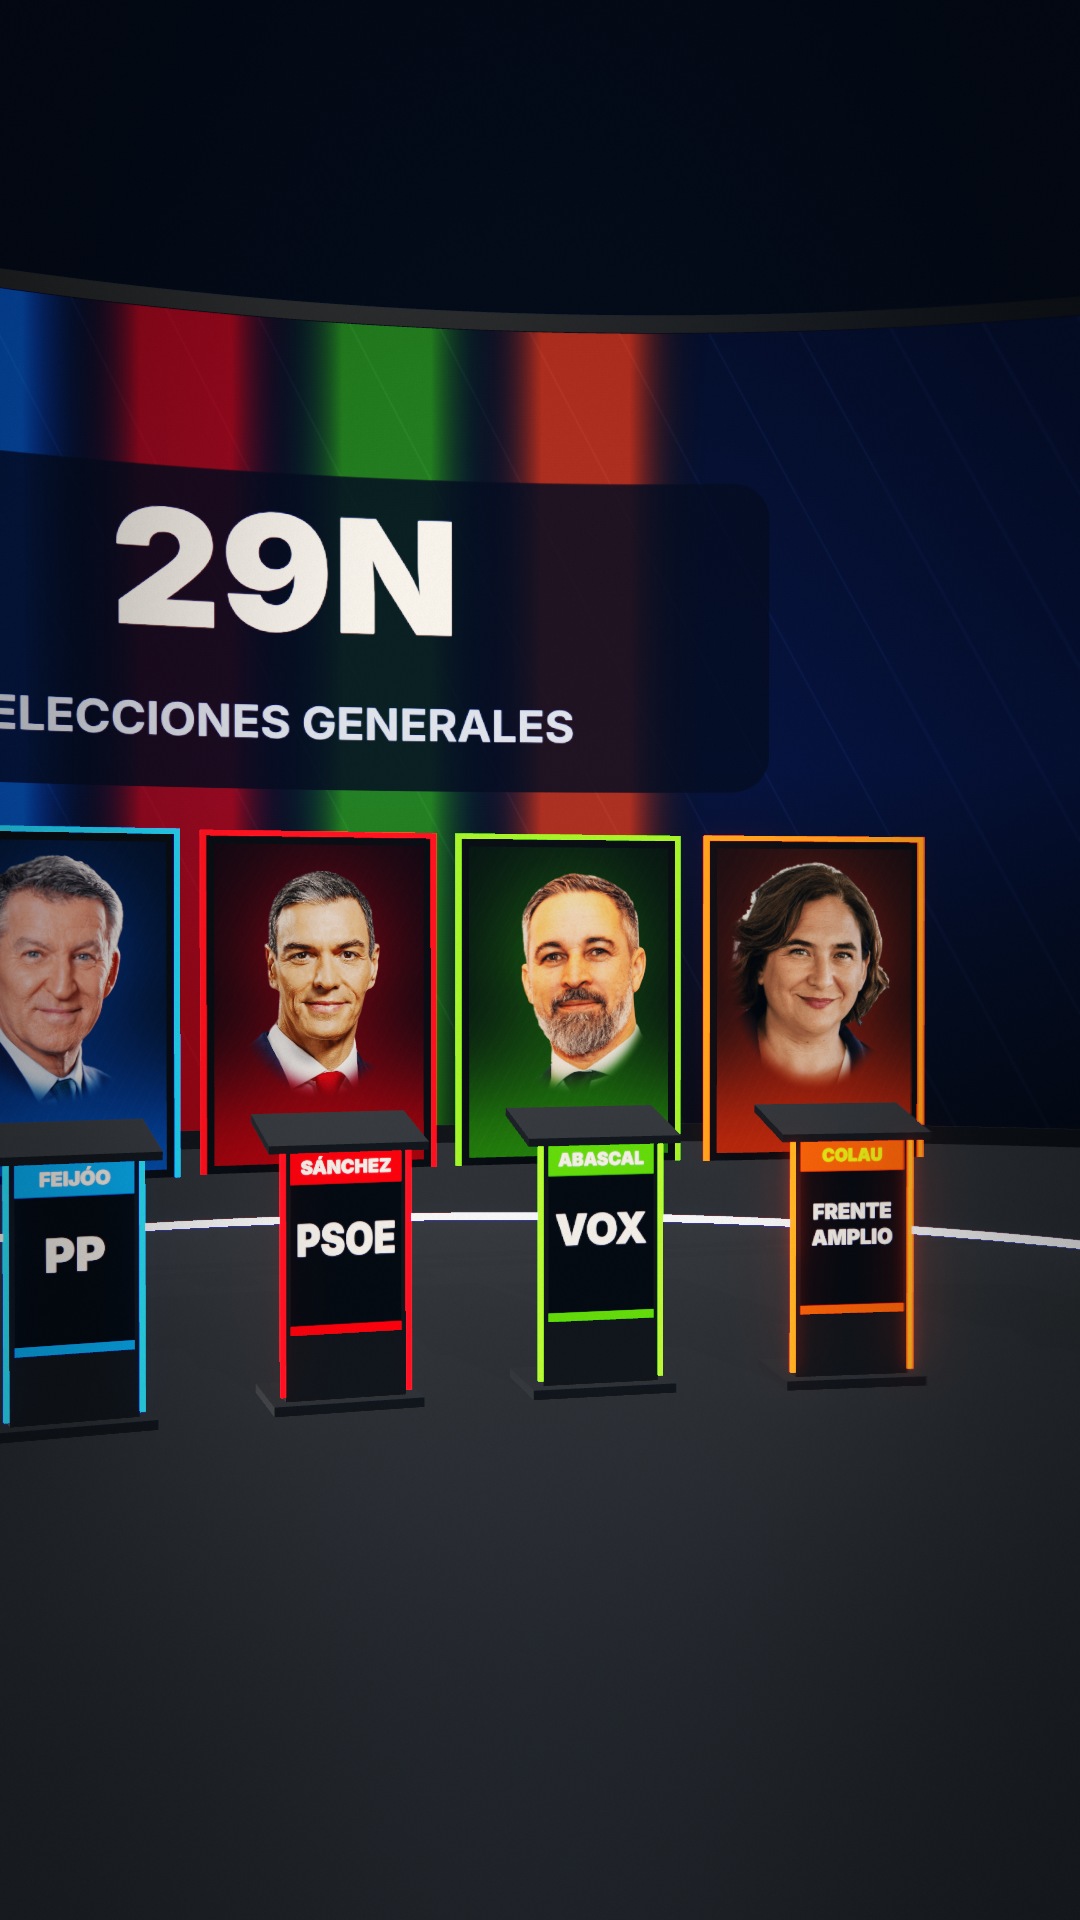 29N
ELECCIONES GENERALES
FEIJÓO
PP
SÁNCHEZ
PSOE
ABASCAL
VOX
COLAU
FRENTE
AMPLIO